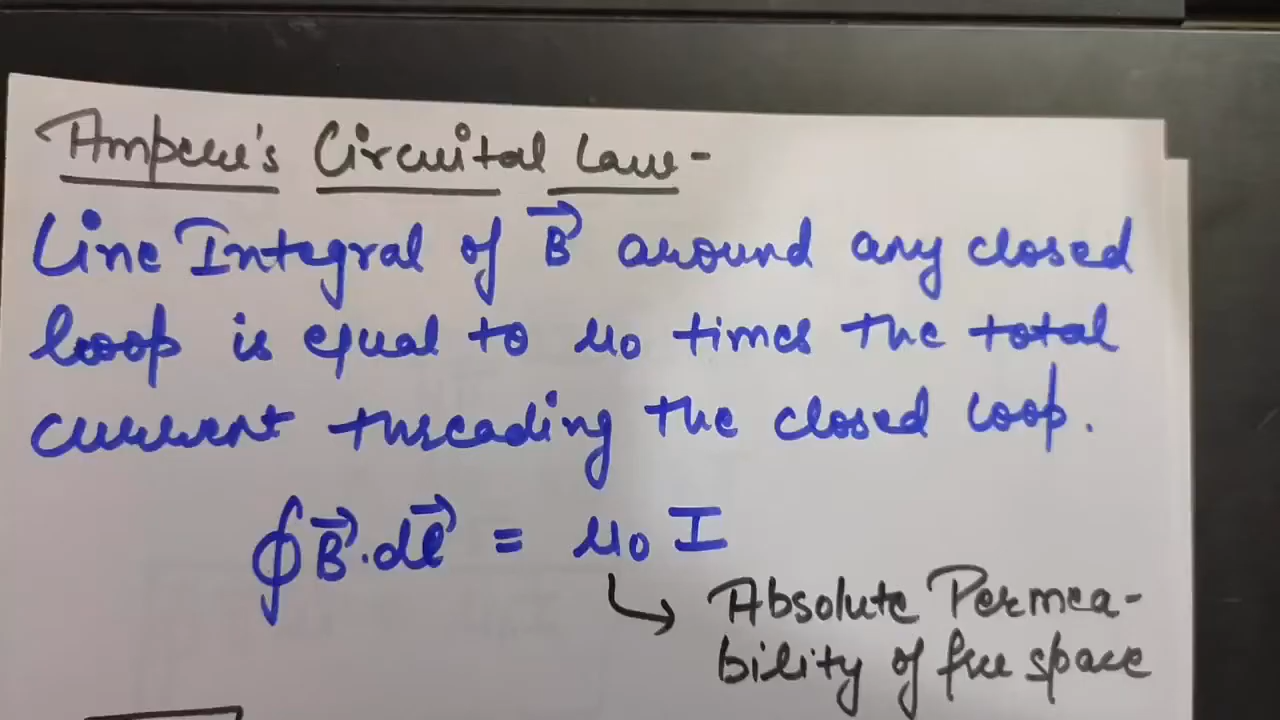 Ampere's Circuital Law-
Line Integral of B⃗ around any closed
loop is equal to μ0 times the total
current threading the closed loop.
∮B⃗.dl⃗ = μ0 I
Absolute Permea-
bility of free space